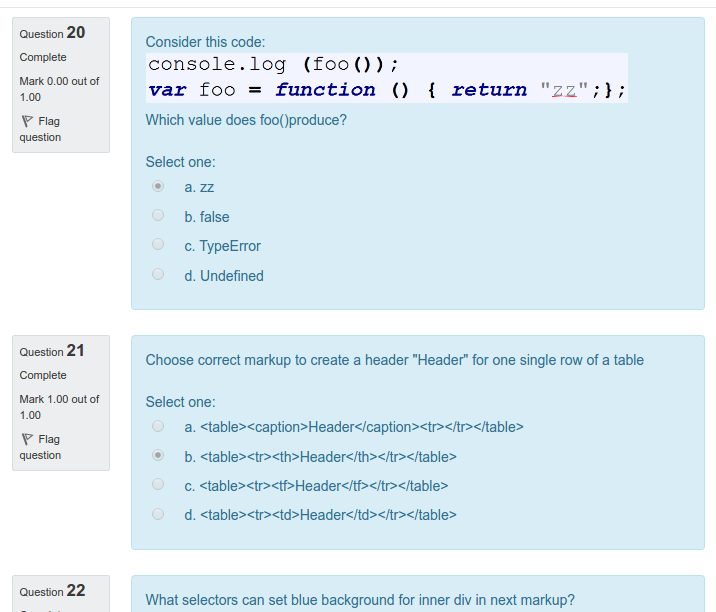 Question 20
Complete
Mark 0.00 out of
1.00
Flag
question
Consider this code:
console.log (foo());
var foo = function () { return "zz";};
Which value does foo()produce?
Select one:
a. zz
b. false
c. TypeError
d. Undefined
Question 21
Complete
Mark 1.00 out of
1.00
Flag
question
Choose correct markup to create a header "Header" for one single row of a table
Select one:
a. <table><caption>Header</caption><tr></tr></table>
b. <table><tr><th>Header</th></tr></table>
c. <table><tr><tf>Header</tf></tr></table>
d. <table><tr><td>Header</td></tr></table>
Question 22
What selectors can set blue background for inner div in next markup?